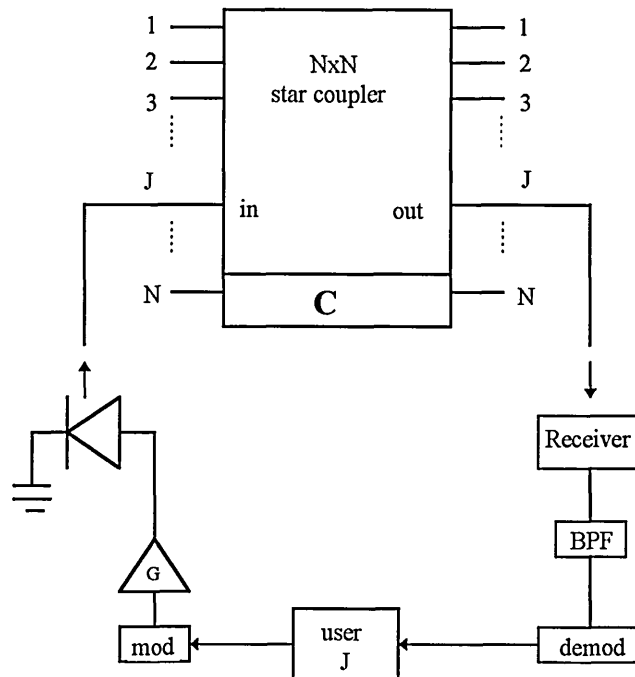 1 1
2 NxN 2
star coupler
3 3
J J
in out
N C N
Receiver
BPF
G
mod user J demod